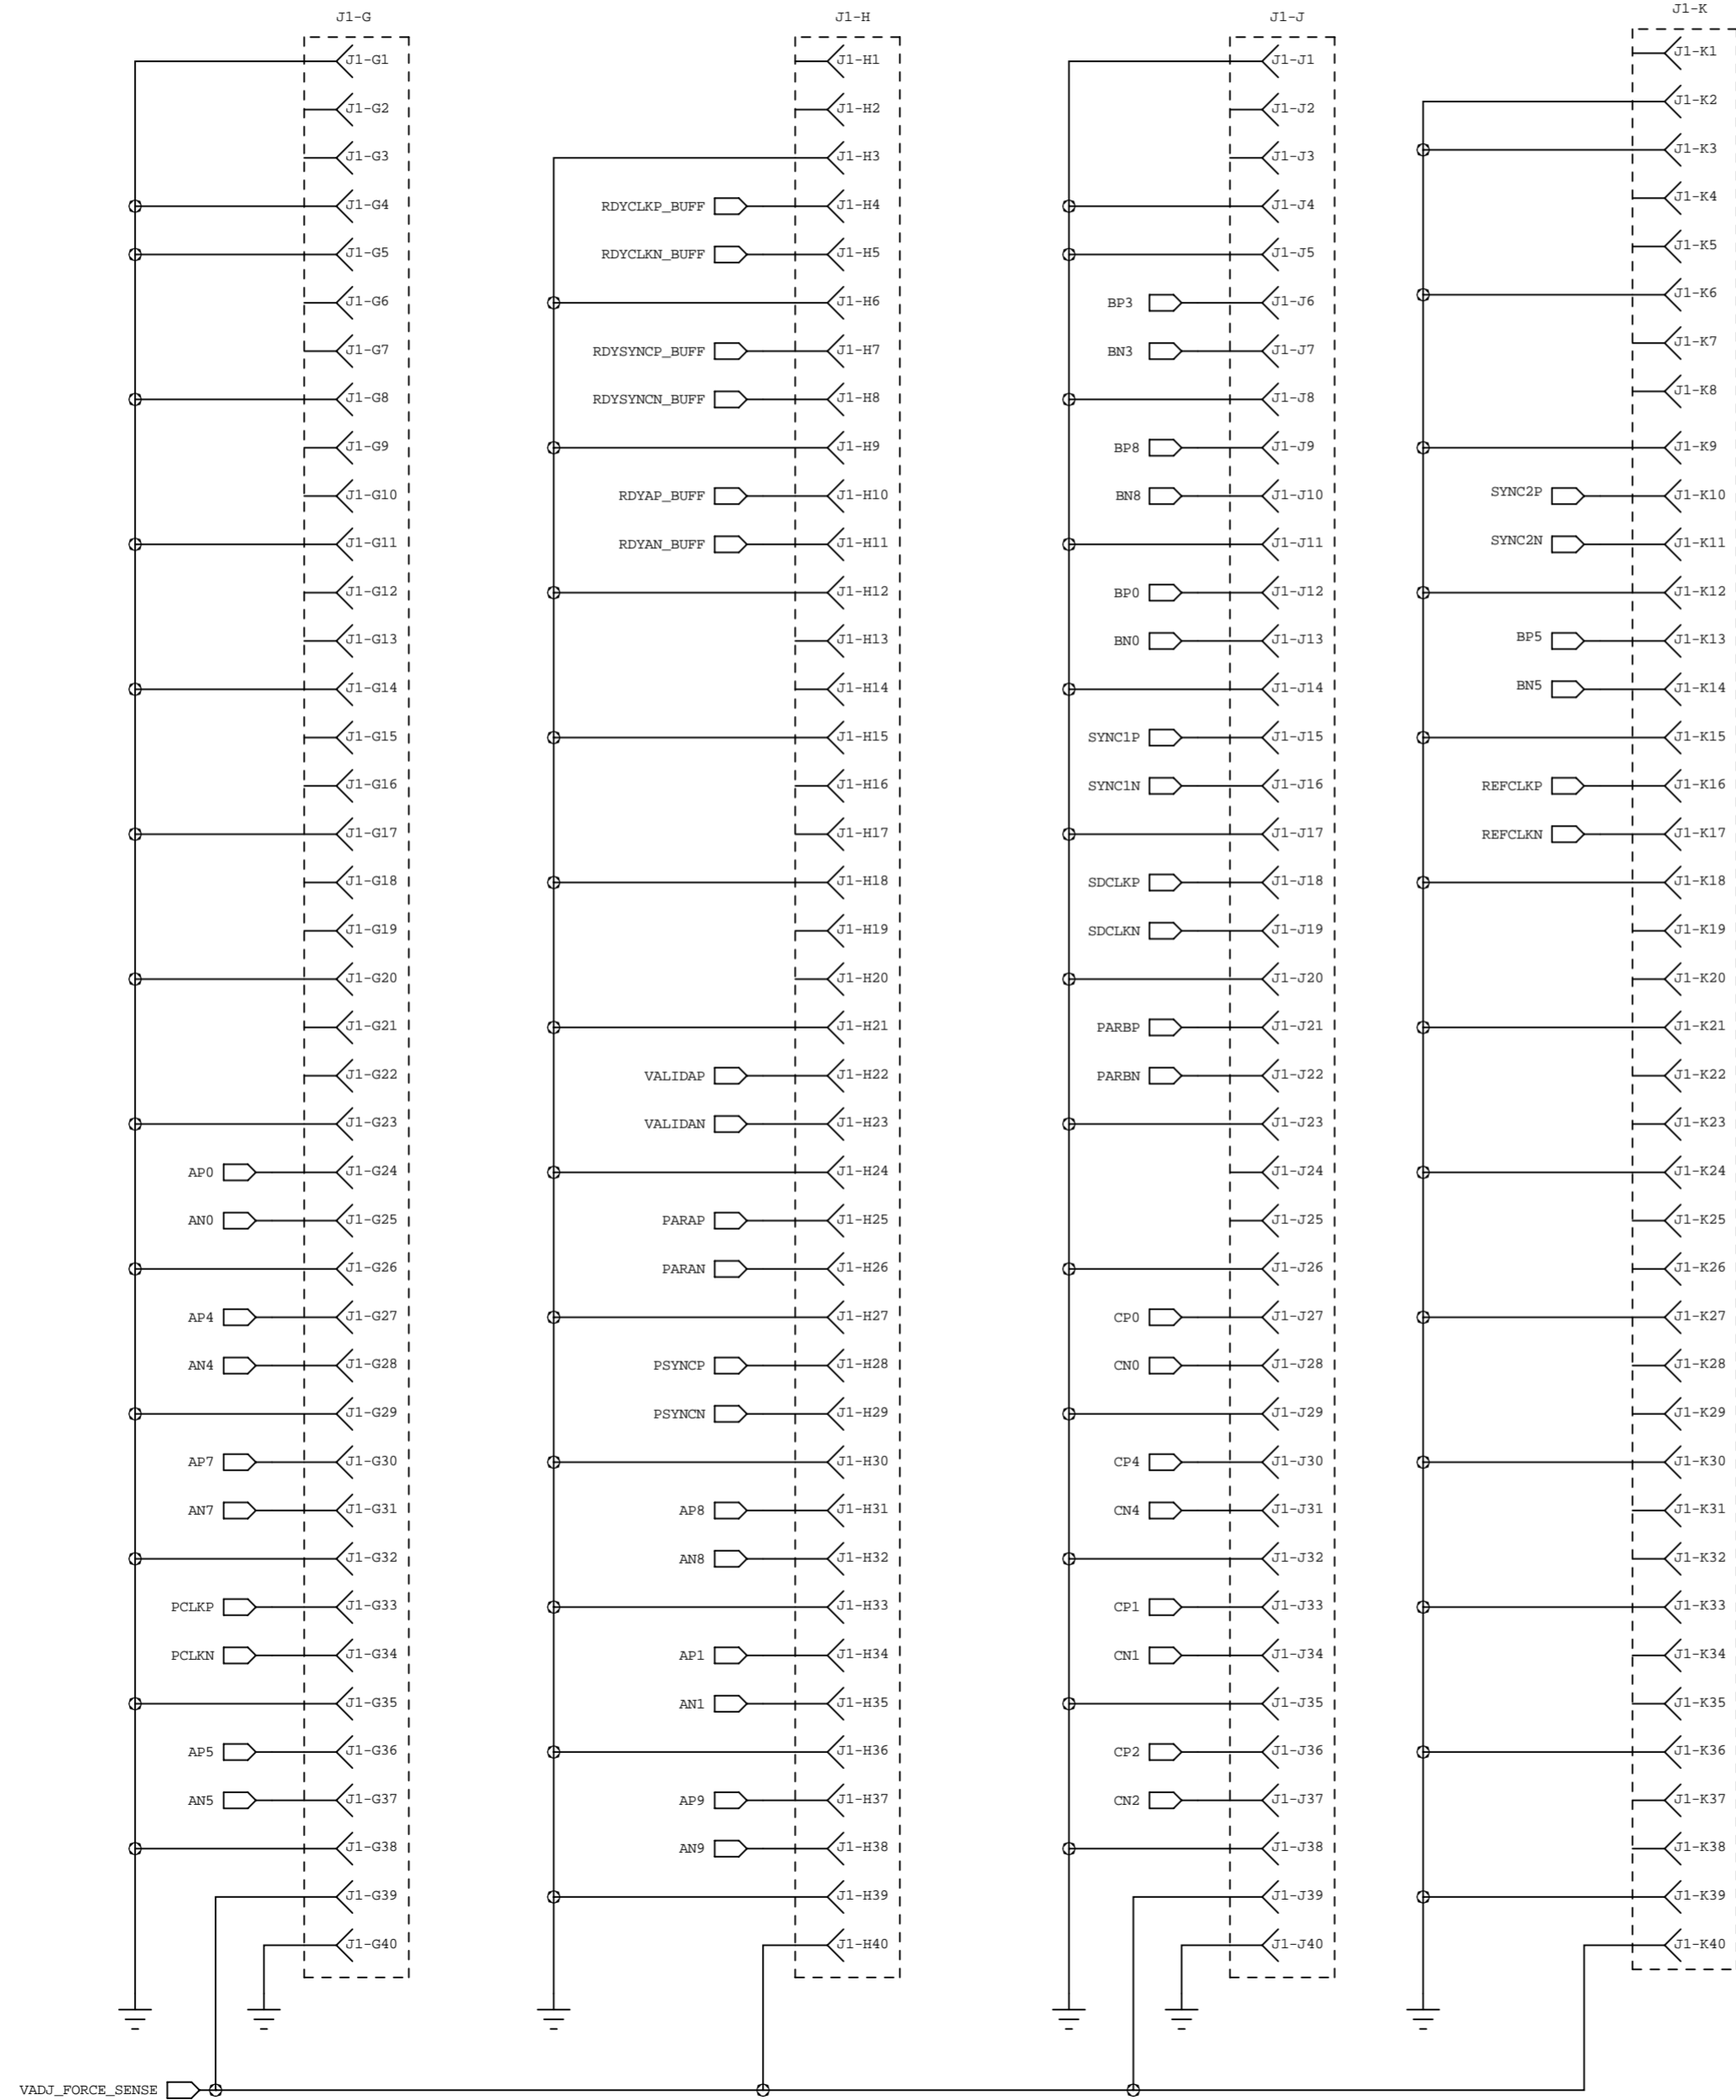 J1-G
J1-G1
J1-G2
J1-G3
J1-G4
J1-G5
J1-G6
J1-G7
J1-G8
J1-G9
J1-G10
J1-G11
J1-G12
J1-G13
J1-G14
J1-G15
J1-G16
J1-G17
J1-G18
J1-G19
J1-G20
J1-G21
J1-G22
J1-G23
AP0 J1-G24
AN0 J1-G25
J1-G26
AP4 J1-G27
AN4 J1-G28
J1-G29
AP7 J1-G30
AN7 J1-G31
J1-G32
PCLKP J1-G33
PCLKN J1-G34
J1-G35
AP5 J1-G36
AN5 J1-G37
J1-G38
J1-G39
J1-G40
J1-H
J1-H1
J1-H2
J1-H3
RDYCLKP_BUFF J1-H4
RDYCLKN_BUFF J1-H5
J1-H6
RDYSYNCP_BUFF J1-H7
RDYSYNCN_BUFF J1-H8
J1-H9
RDYAP_BUFF J1-H10
RDYAN_BUFF J1-H11
J1-H12
J1-H13
J1-H14
J1-H15
J1-H16
J1-H17
J1-H18
J1-H19
J1-H20
J1-H21
VALIDAP J1-H22
VALIDAN J1-H23
J1-H24
PARAP J1-H25
PARAN J1-H26
J1-H27
PSYNCP J1-H28
PSYNCN J1-H29
J1-H30
AP8 J1-H31
AN8 J1-H32
J1-H33
AP1 J1-H34
AN1 J1-H35
J1-H36
AP9 J1-H37
AN9 J1-H38
J1-H39
J1-H40
J1-J
J1-J1
J1-J2
J1-J3
J1-J4
J1-J5
BP3 J1-J6
BN3 J1-J7
J1-J8
BP8 J1-J9
BN8 J1-J10
J1-J11
BP0 J1-J12
BN0 J1-J13
J1-J14
SYNC1P J1-J15
SYNC1N J1-J16
J1-J17
SDCLKP J1-J18
SDCLKN J1-J19
J1-J20
PARBP J1-J21
PARBN J1-J22
J1-J23
J1-J24
J1-J25
J1-J26
CP0 J1-J27
CN0 J1-J28
J1-J29
CP4 J1-J30
CN4 J1-J31
J1-J32
CP1 J1-J33
CN1 J1-J34
J1-J35
CP2 J1-J36
CN2 J1-J37
J1-J38
J1-J39
J1-J40
J1-K
J1-K1
J1-K2
J1-K3
J1-K4
J1-K5
J1-K6
J1-K7
J1-K8
J1-K9
SYNC2P J1-K10
SYNC2N J1-K11
J1-K12
BP5 J1-K13
BN5 J1-K14
J1-K15
REFCLKP J1-K16
REFCLKN J1-K17
J1-K18
J1-K19
J1-K20
J1-K21
J1-K22
J1-K23
J1-K24
J1-K25
J1-K26
J1-K27
J1-K28
J1-K29
J1-K30
J1-K31
J1-K32
J1-K33
J1-K34
J1-K35
J1-K36
J1-K37
J1-K38
J1-K39
J1-K40
VADJ_FORCE_SENSE